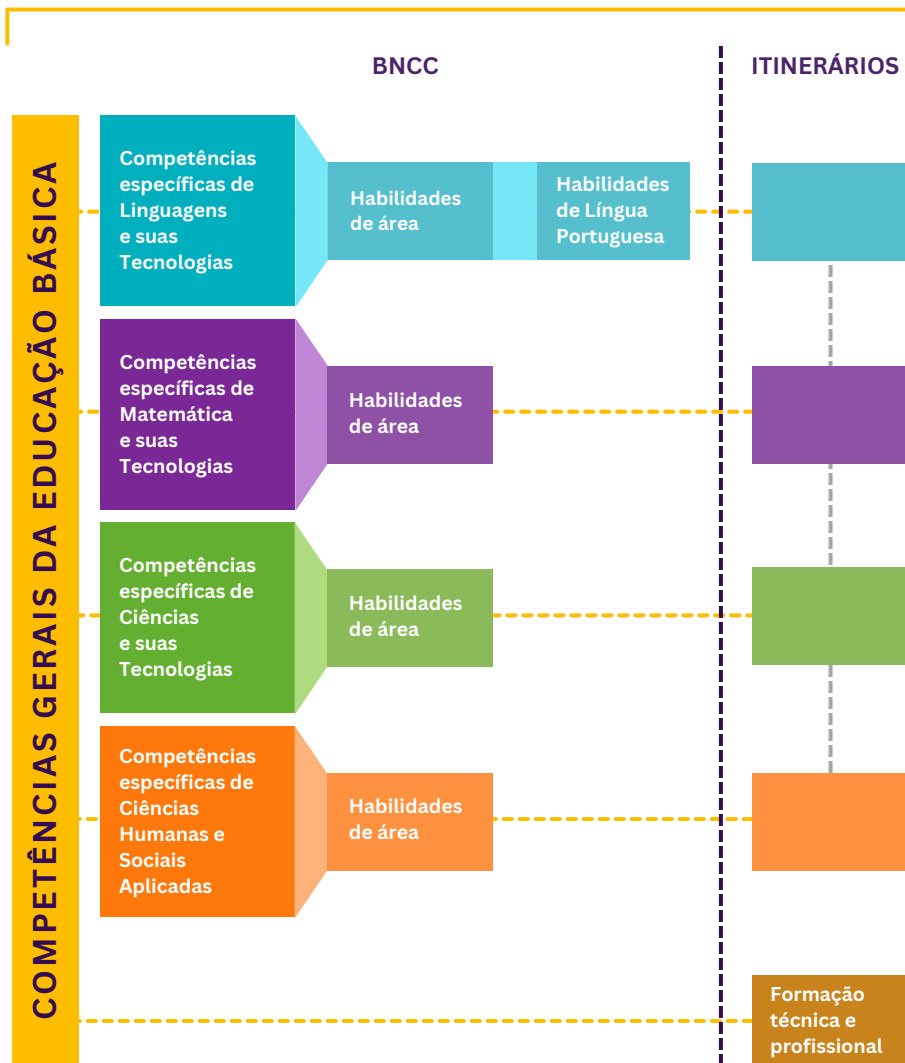 BNCC
ITINERÁRIOS
COMPETÊNCIAS GERAIS DA EDUCAÇÃO BÁSICA
Competências
específicas de
Linguagens
e suas
Tecnologias
Habilidades
de área
Habilidades
de Língua
Portuguesa
Competências
específicas de
Matemática
e suas
Tecnologias
Habilidades
de área
Competências
específicas de
Ciências
e suas
Tecnologias
Habilidades
de área
Competências
específicas de
Ciências
Humanas e
Sociais
Aplicadas
Habilidades
de área
Formação
técnica e
profissional